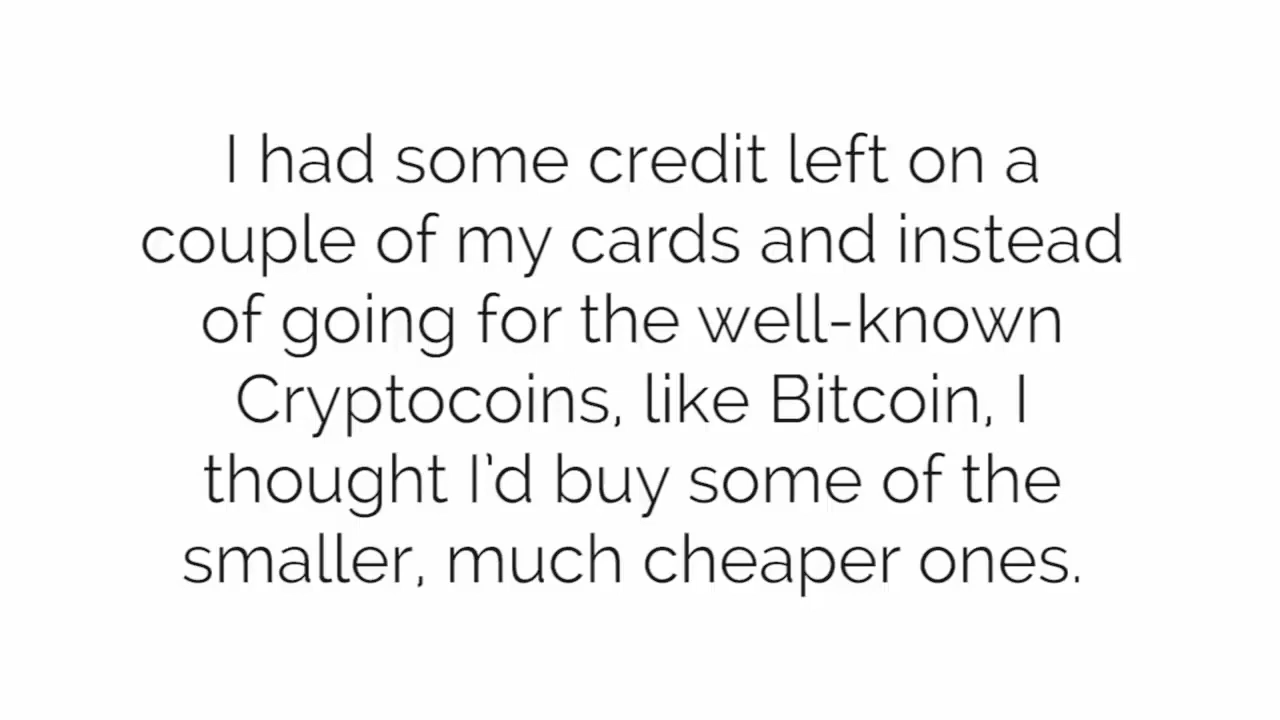 I had some credit left on a
couple of my cards and instead
of going for the well-known
Cryptocoins, like Bitcoin, I
thought I'd buy some of the
smaller, much cheaper ones.